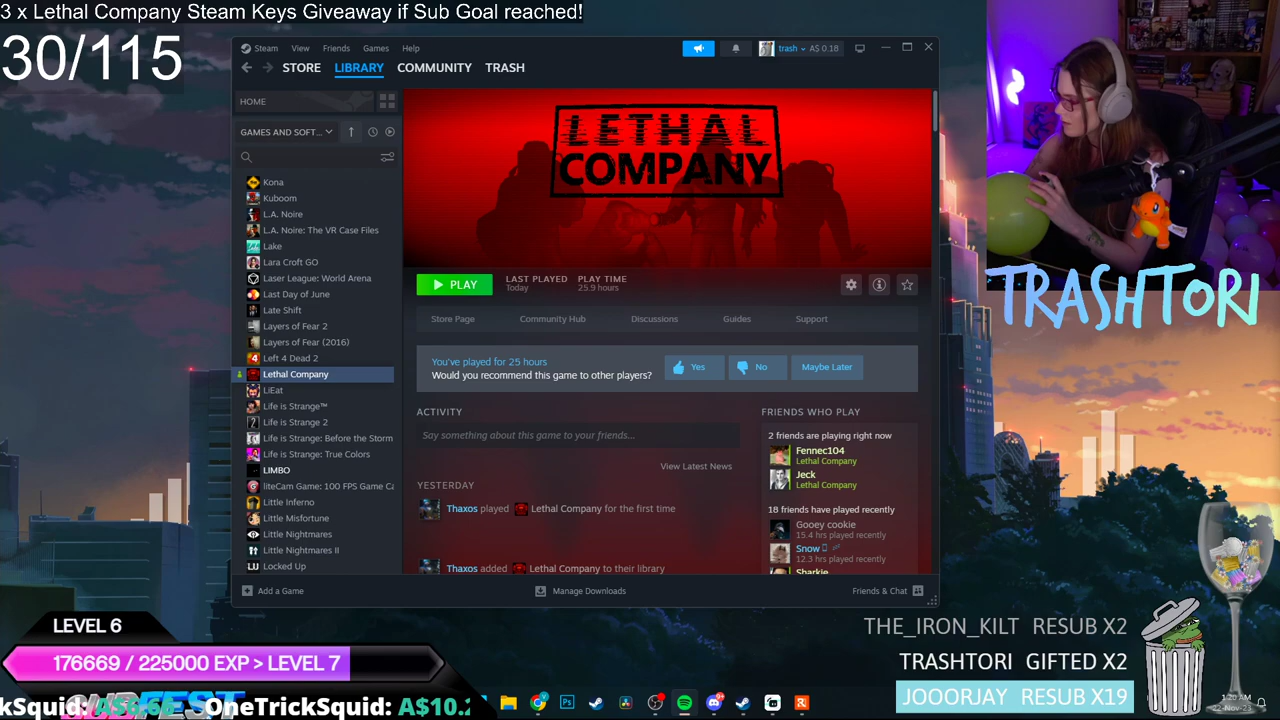 3 x Lethal Company Steam Keys Giveaway if Sub Goal reached!
30/115
Steam View Friends Games Help
trash A$ 0.18
STORE LIBRARY COMMUNITY TRASH
HOME
GAMES AND SOFT...
Kona
Kuboom
L.A. Noire
L.A. Noire: The VR Case Files
Lake
Lara Croft GO
Laser League: World Arena
Last Day of June
Late Shift
Layers of Fear 2
Layers of Fear (2016)
Left 4 Dead 2
Lethal Company
LiEat
Life is Strange™
Life is Strange 2
Life is Strange: Before the Storm
Life is Strange: True Colors
LIMBO
liteCam Game: 100 FPS Game Ca
Little Inferno
Little Misfortune
Little Nightmares
Little Nightmares II
Locked Up
Add a Game
LETHAL
COMPANY
PLAY
LAST PLAYED
Today
PLAY TIME
25.9 hours
Store Page Community Hub Discussions Guides Support
You've played for 25 hours
Would you recommend this game to other players?
Yes No Maybe Later
ACTIVITY
Say something about this game to your friends...
View Latest News
YESTERDAY
Thaxos played Lethal Company for the first time
Thaxos added Lethal Company to their library
FRIENDS WHO PLAY
2 friends are playing right now
Fennec104
Lethal Company
Jeck
Lethal Company
18 friends have played recently
Gooey cookie
15.4 hrs played recently
Snow
12.3 hrs played recently
Sharkie
Manage Downloads
Friends & Chat
TRASHTORI
LEVEL 6
176669 / 225000 EXP > LEVEL 7
THE_IRON_KILT RESUB X2
TRASHTORI GIFTED X2
JOOORJAY RESUB X19
kSquid: A$6.66 OneTrickSquid: A$10.2
1:20 AM
22-Nov-23